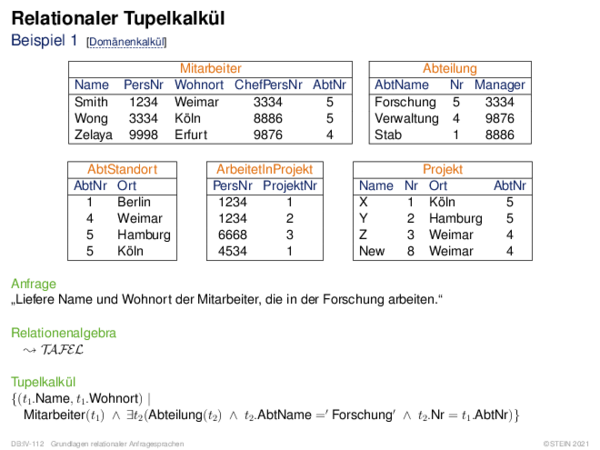 Relationaler Tupelkalkül
Beispiel 1 [Domänenkalkül]
Mitarbeiter
Name PersNr Wohnort ChefPersNr AbtNr
Smith 1234 Weimar 3334 5
Wong 3334 Köln 8886 5
Zelaya 9998 Erfurt 9876 4
Abteilung
AbtName Nr Manager
Forschung 5 3334
Verwaltung 4 9876
Stab 1 8886
AbtStandort
AbtNr Ort
1 Berlin
4 Weimar
5 Hamburg
5 Köln
ArbeitetInProjekt
PersNr ProjektNr
1234 1
1234 2
6668 3
4534 1
Projekt
Name Nr Ort AbtNr
X 1 Köln 5
Y 2 Hamburg 5
Z 3 Weimar 4
New 8 Weimar 4
Anfrage
„Liefere Name und Wohnort der Mitarbeiter, die in der Forschung arbeiten.“
Relationenalgebra
⇝ TAFEL
Tupelkalkül
{(t₁.Name, t₁.Wohnort) |
Mitarbeiter(t₁) ∧ ∃t₂(Abteilung(t₂) ∧ t₂.AbtName =′ Forschung′ ∧ t₂.Nr = t₁.AbtNr)}
DB:IV-112 Grundlagen relationaler Anfragesprachen
©STEIN 2021